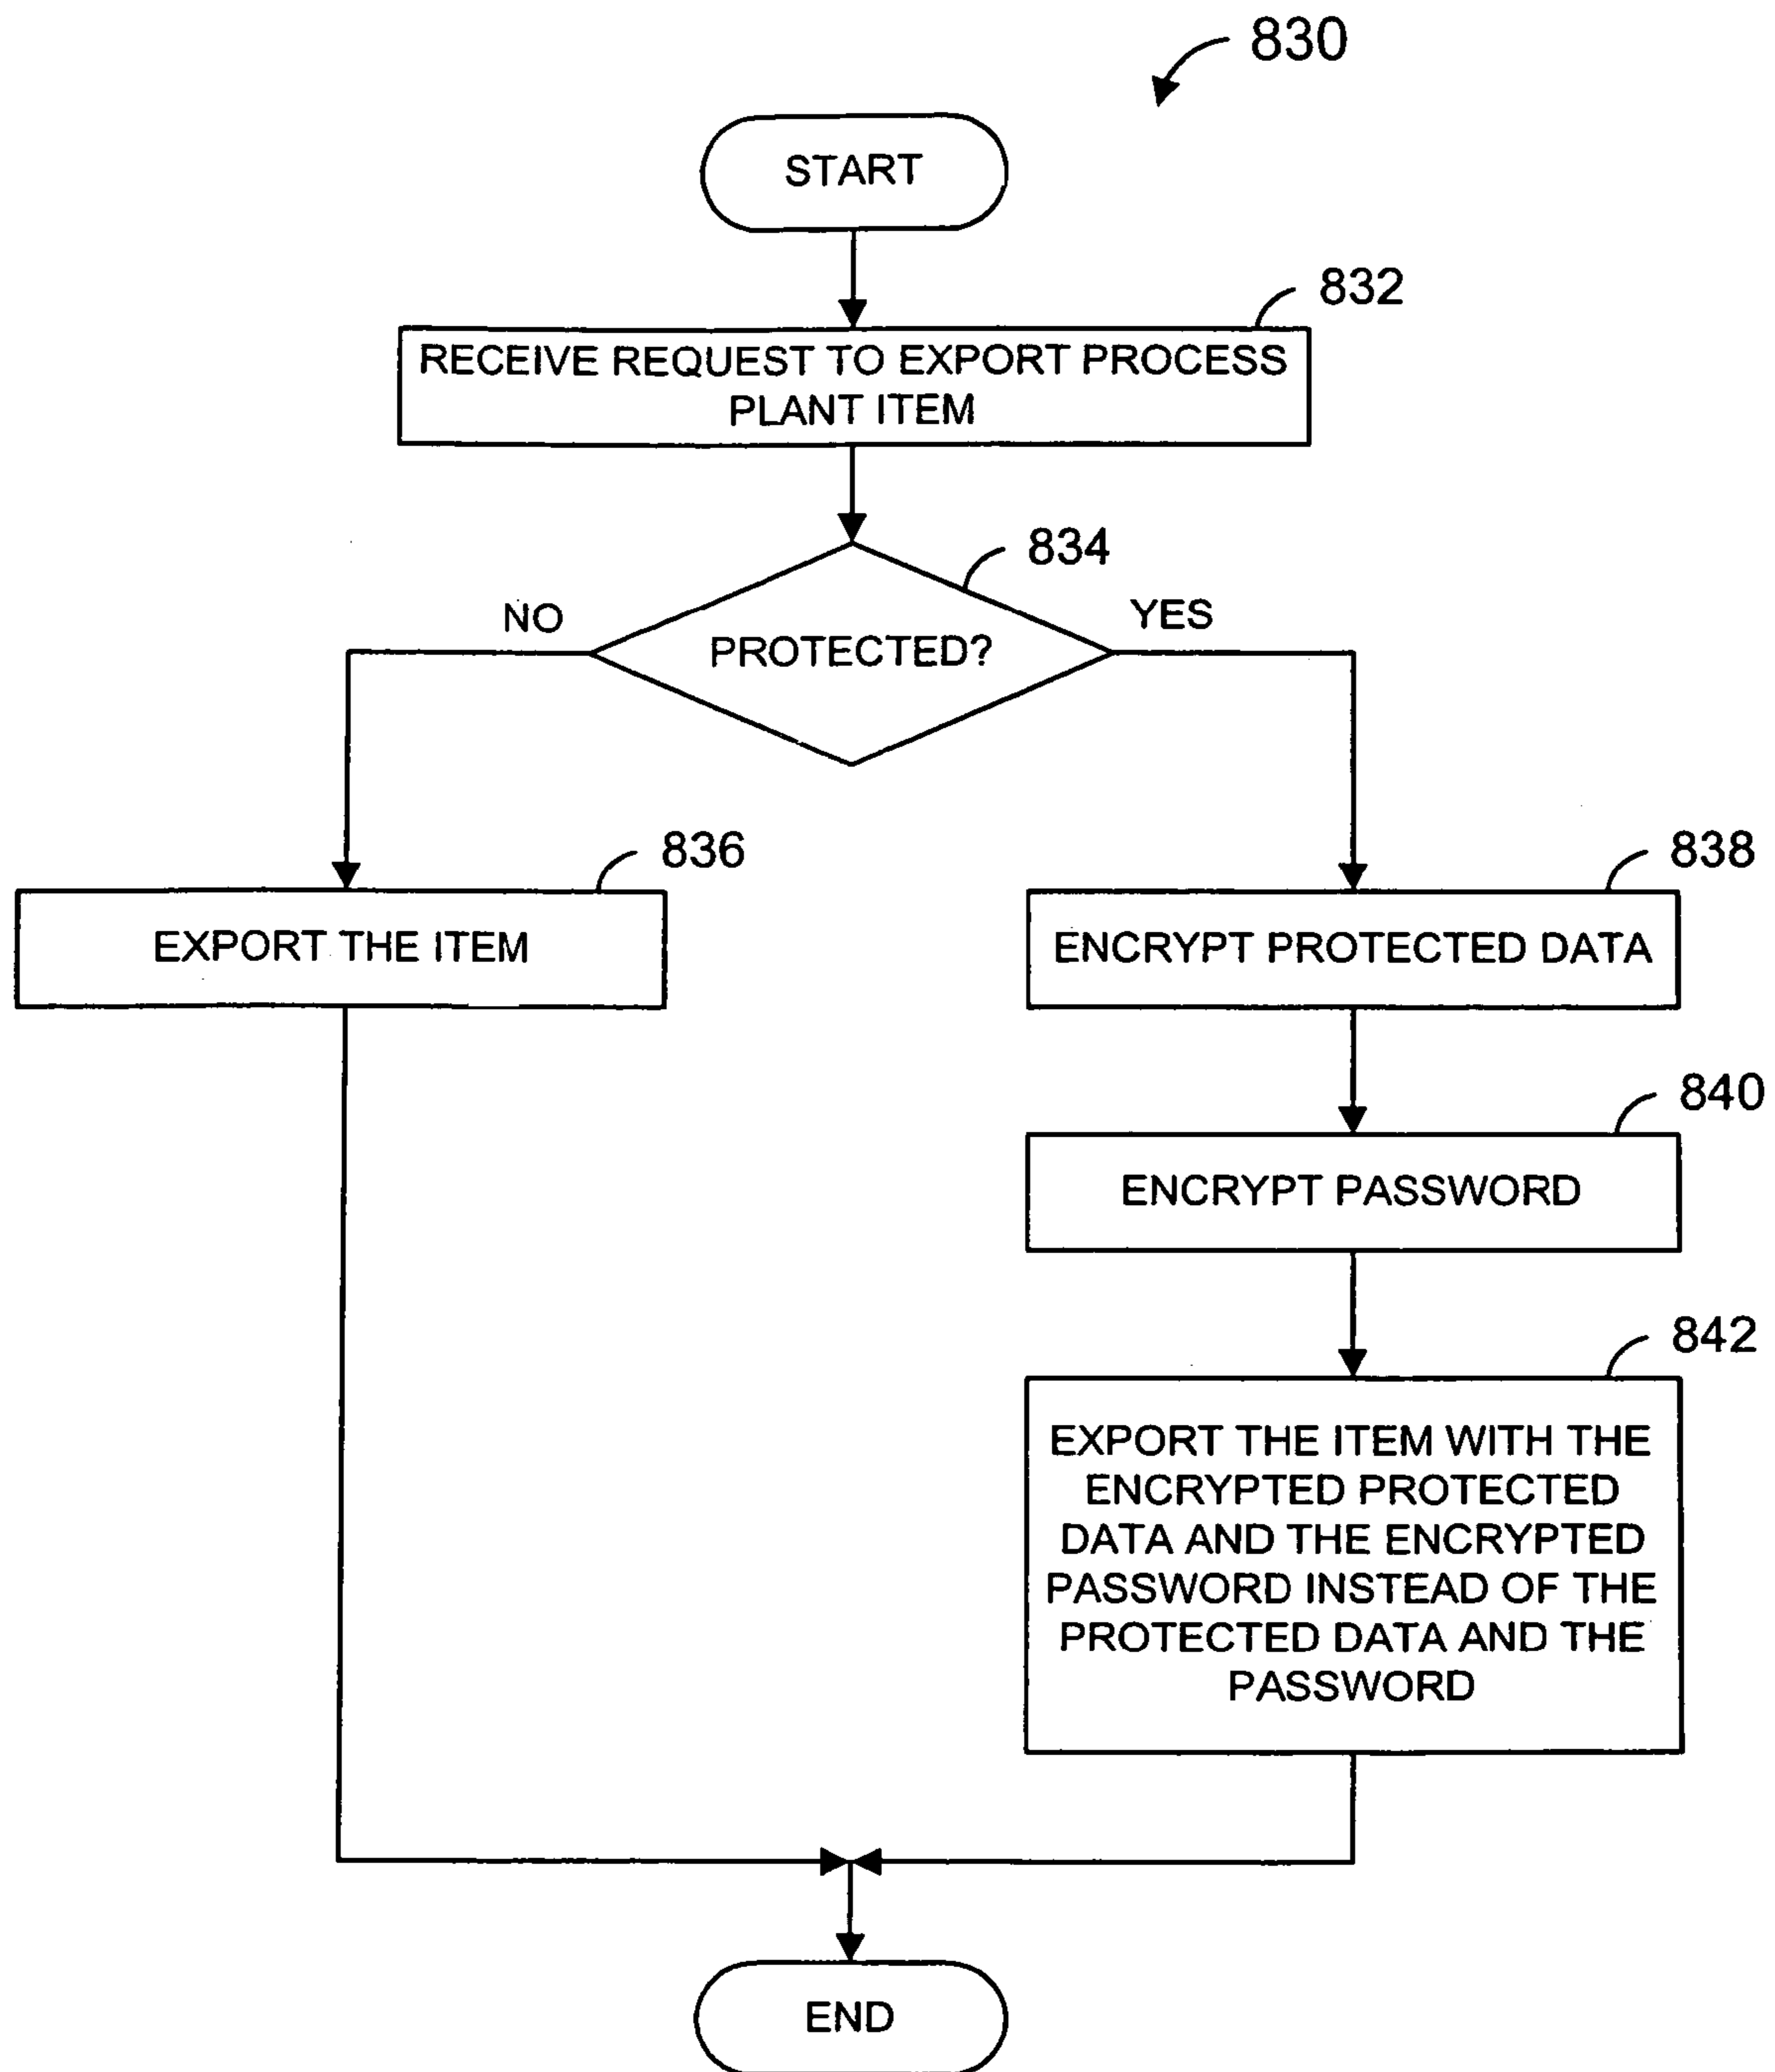 830
START
832
RECEIVE REQUEST TO EXPORT PROCESS
PLANT ITEM
834
NO
YES
PROTECTED?
836
838
EXPORT THE ITEM
ENCRYPT PROTECTED DATA
840
ENCRYPT PASSWORD
842
EXPORT THE ITEM WITH THE
ENCRYPTED PROTECTED
DATA AND THE ENCRYPTED
PASSWORD INSTEAD OF THE
PROTECTED DATA AND THE
PASSWORD
END